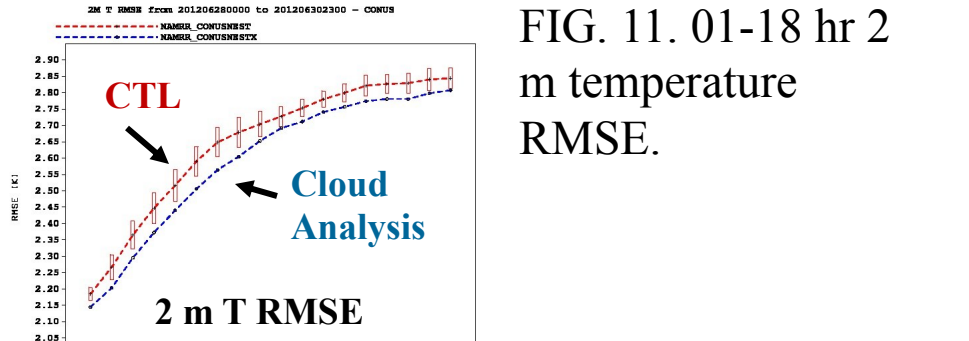 2M T RMSE from 201206280000 to 201206302300 - CONUS
NAMRR_CONUSNEST
NAMRR_CONUSNESTX
2.90
2.85
2.80
2.75
2.70
2.65
2.60
2.55
2.50
2.45
2.40
2.35
2.30
2.25
2.20
2.15
2.10
2.05
RMSE [K]
CTL
Cloud
Analysis
2 m T RMSE
FIG. 11. 01-18 hr 2
m temperature
RMSE.